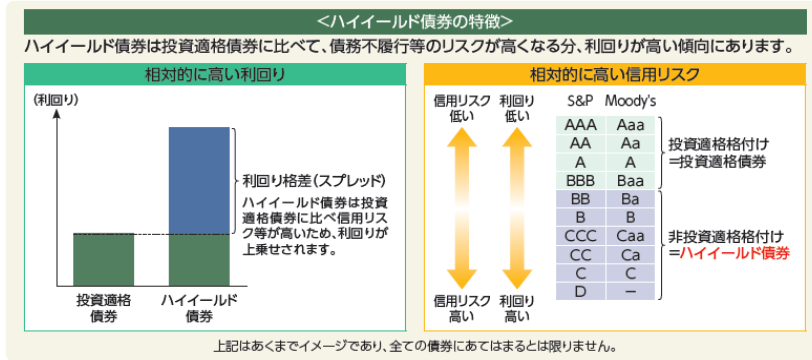 <ハイイールド債券の特徴>
ハイイールド債券は投資適格債券に比べて、債務不履行等のリスクが高くなる分、利回りが高い傾向にあります。
相対的に高い利回り
(利回り)
利回り格差(スプレッド)
ハイイールド債券は投資
適格債券に比べ信用リス
ク等が高いため、利回りが
上乗せされます。
投資適格
債券
ハイイールド
債券
相対的に高い信用リスク
信用リスク 利回り S&P Moody's
低い 低い
AAA Aaa
AA Aa
A A
BBB Baa
BB Ba
B B
CCC Caa
CC Ca
C C
D −
投資適格格付け
=投資適格債券
非投資適格格付け
=ハイイールド債券
信用リスク 利回り
高い 高い
上記はあくまでイメージであり、全ての債券にあてはまるとは限りません。